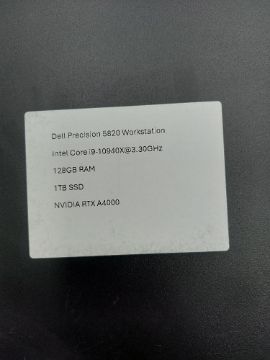 Dell Precision 5820 Workstation
Intel Core i9-10940X@3.30GHz
128GB RAM
1TB SSD
NVIDIA RTX A4000